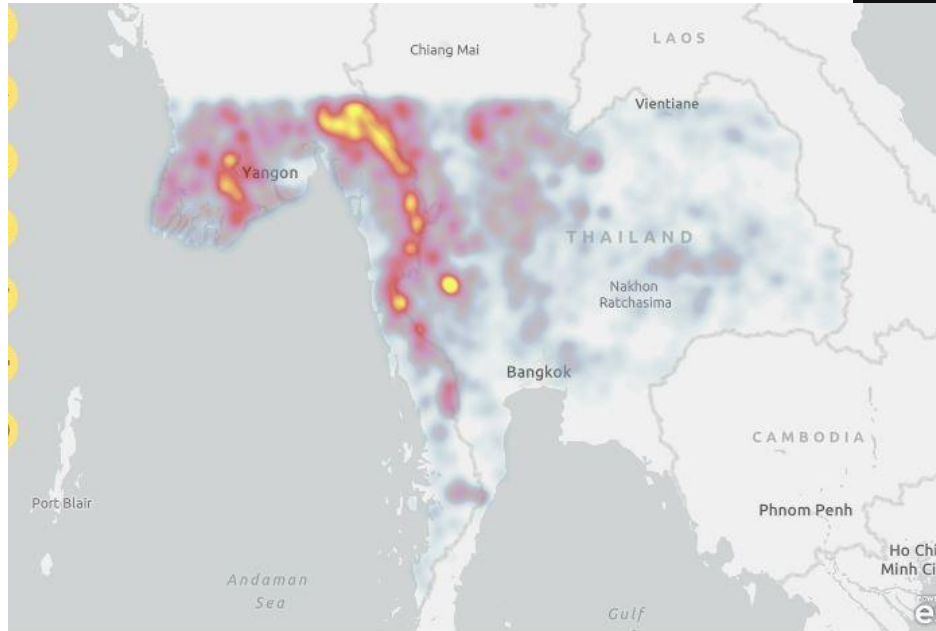 LAOS
Chiang Mai
Vientiane
Yangon
THAILAND
Nakhon
Ratchasima
Bangkok
CAMBODIA
Port Blair
Phnom Penh
Ho Chi
Minh Ci
Andaman
Sea
Gulf